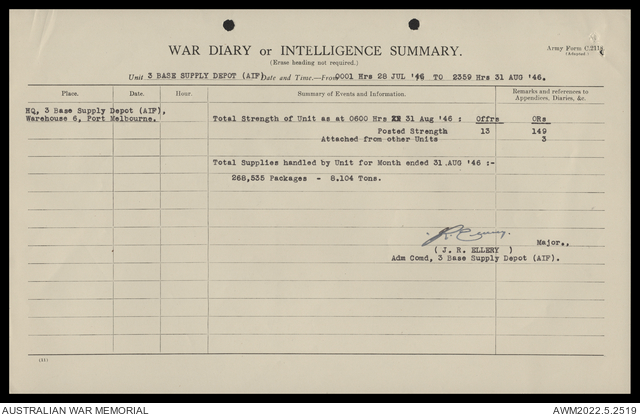 WAR DIARY or INTELLIGENCE SUMMARY.
(Erase heading not required.)
Army Form C.2118
(Adapted.)
Unit 3 BASE SUPPLY DEPOT (AIF) Date and Time.—From 0001 Hrs 28 JUL '46 TO 2359 Hrs 31 AUG '46.
Place. Date. Hour. Summary of Events and Information. Remarks and references to Appendices, Diaries, &c.
HQ, 3 Base Supply Depot (AIF),
Warehouse 6, Port Melbourne.
Total Strength of Unit as at 0600 Hrs 31 Aug '46 : Offrs ORs
Posted Strength 13 149
Attached from other Units 3
Total Supplies handled by Unit for Month ended 31 AUG '46 :-
268,535 Packages - 8.104 Tons.
Major.,
( J. R. ELLERY )
Adm Comd, 3 Base Supply Depot (AIF).
(11)
AUSTRALIAN WAR MEMORIAL
AWM2022.5.2519